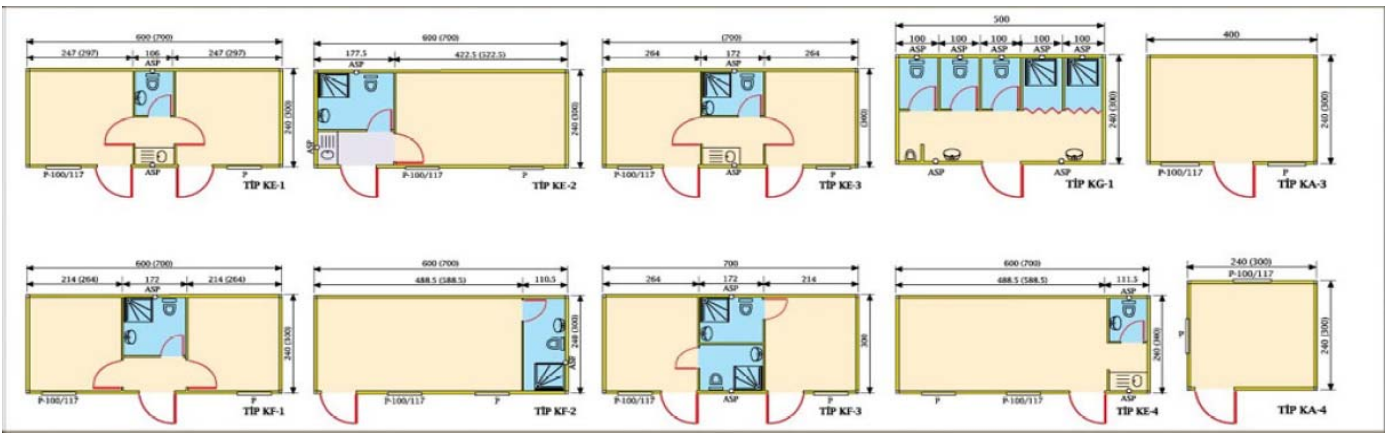 600 (700)
247 (297) 106 247 (297)
ASP
240 (300)
P-100/117 ASP P
TİP KE-1
600 (700)
177.5 422.5 (522.5)
ASP
ASP
240 (300)
P-100/117 P
TİP KE-2
(700)
264 172 264
ASP
(300)
P-100/117 ASP P
TİP KE-3
500
100 100 100 100 100
ASP ASP ASP ASP ASP
240 (300)
ASP ASP
TİP KG-1
400
240 (300)
P-100/117 P
TİP KA-3
600 (700)
214 (264) 172 214 (264)
ASP
240 (300)
P-100/117 P
TİP KF-1
600 (700)
488.5 (588.5) 110.5
240 (300)
ASP
P-100/117 P
TİP KF-2
700
264 172 214
ASP
300
P-100/117 ASP P
TİP KF-3
600 (700)
488.5 (588.5) 111.5
ASP
240 (300)
P P-100/117 ASP
TİP KE-4
240 (300)
P-100/117
P
240 (300)
TİP KA-4